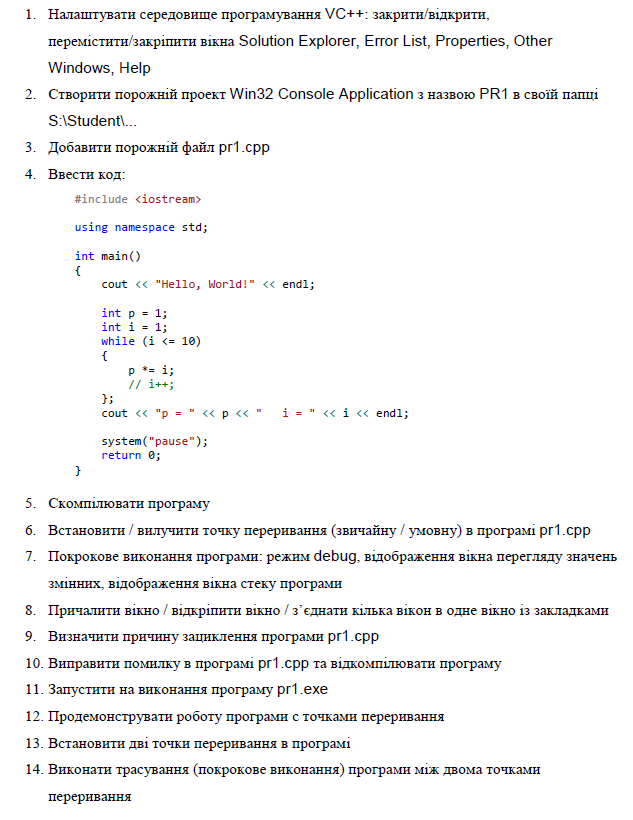 1. Налаштувати середовище програмування VC++: закрити/відкрити,
перемістити/закріпити вікна Solution Explorer, Error List, Properties, Other
Windows, Help
2. Створити порожній проект Win32 Console Application з назвою PR1 в своїй папці
S:\Student\...
3. Добавити порожній файл pr1.cpp
4. Ввести код:
#include <iostream>
using namespace std;
int main()
{
cout << "Hello, World!" << endl;
int p = 1;
int i = 1;
while (i <= 10)
{
p *= i;
// i++;
};
cout << "p = " << p << "   i = " << i << endl;
system("pause");
return 0;
}
5. Скомпілювати програму
6. Встановити / вилучити точку переривання (звичайну / умовну) в програмі pr1.cpp
7. Покрокове виконання програми: режим debug, відображення вікна перегляду значень
змінних, відображення вікна стеку програми
8. Причалити вікно / відкріпити вікно / з’єднати кілька вікон в одне вікно із закладками
9. Визначити причину зациклення програми pr1.cpp
10. Виправити помилку в програмі pr1.cpp та відкомпілювати програму
11. Запустити на виконання програму pr1.exe
12. Продемонструвати роботу програми с точками переривання
13. Встановити дві точки переривання в програмі
14. Виконати трасування (покрокове виконання) програми між двома точками
переривання